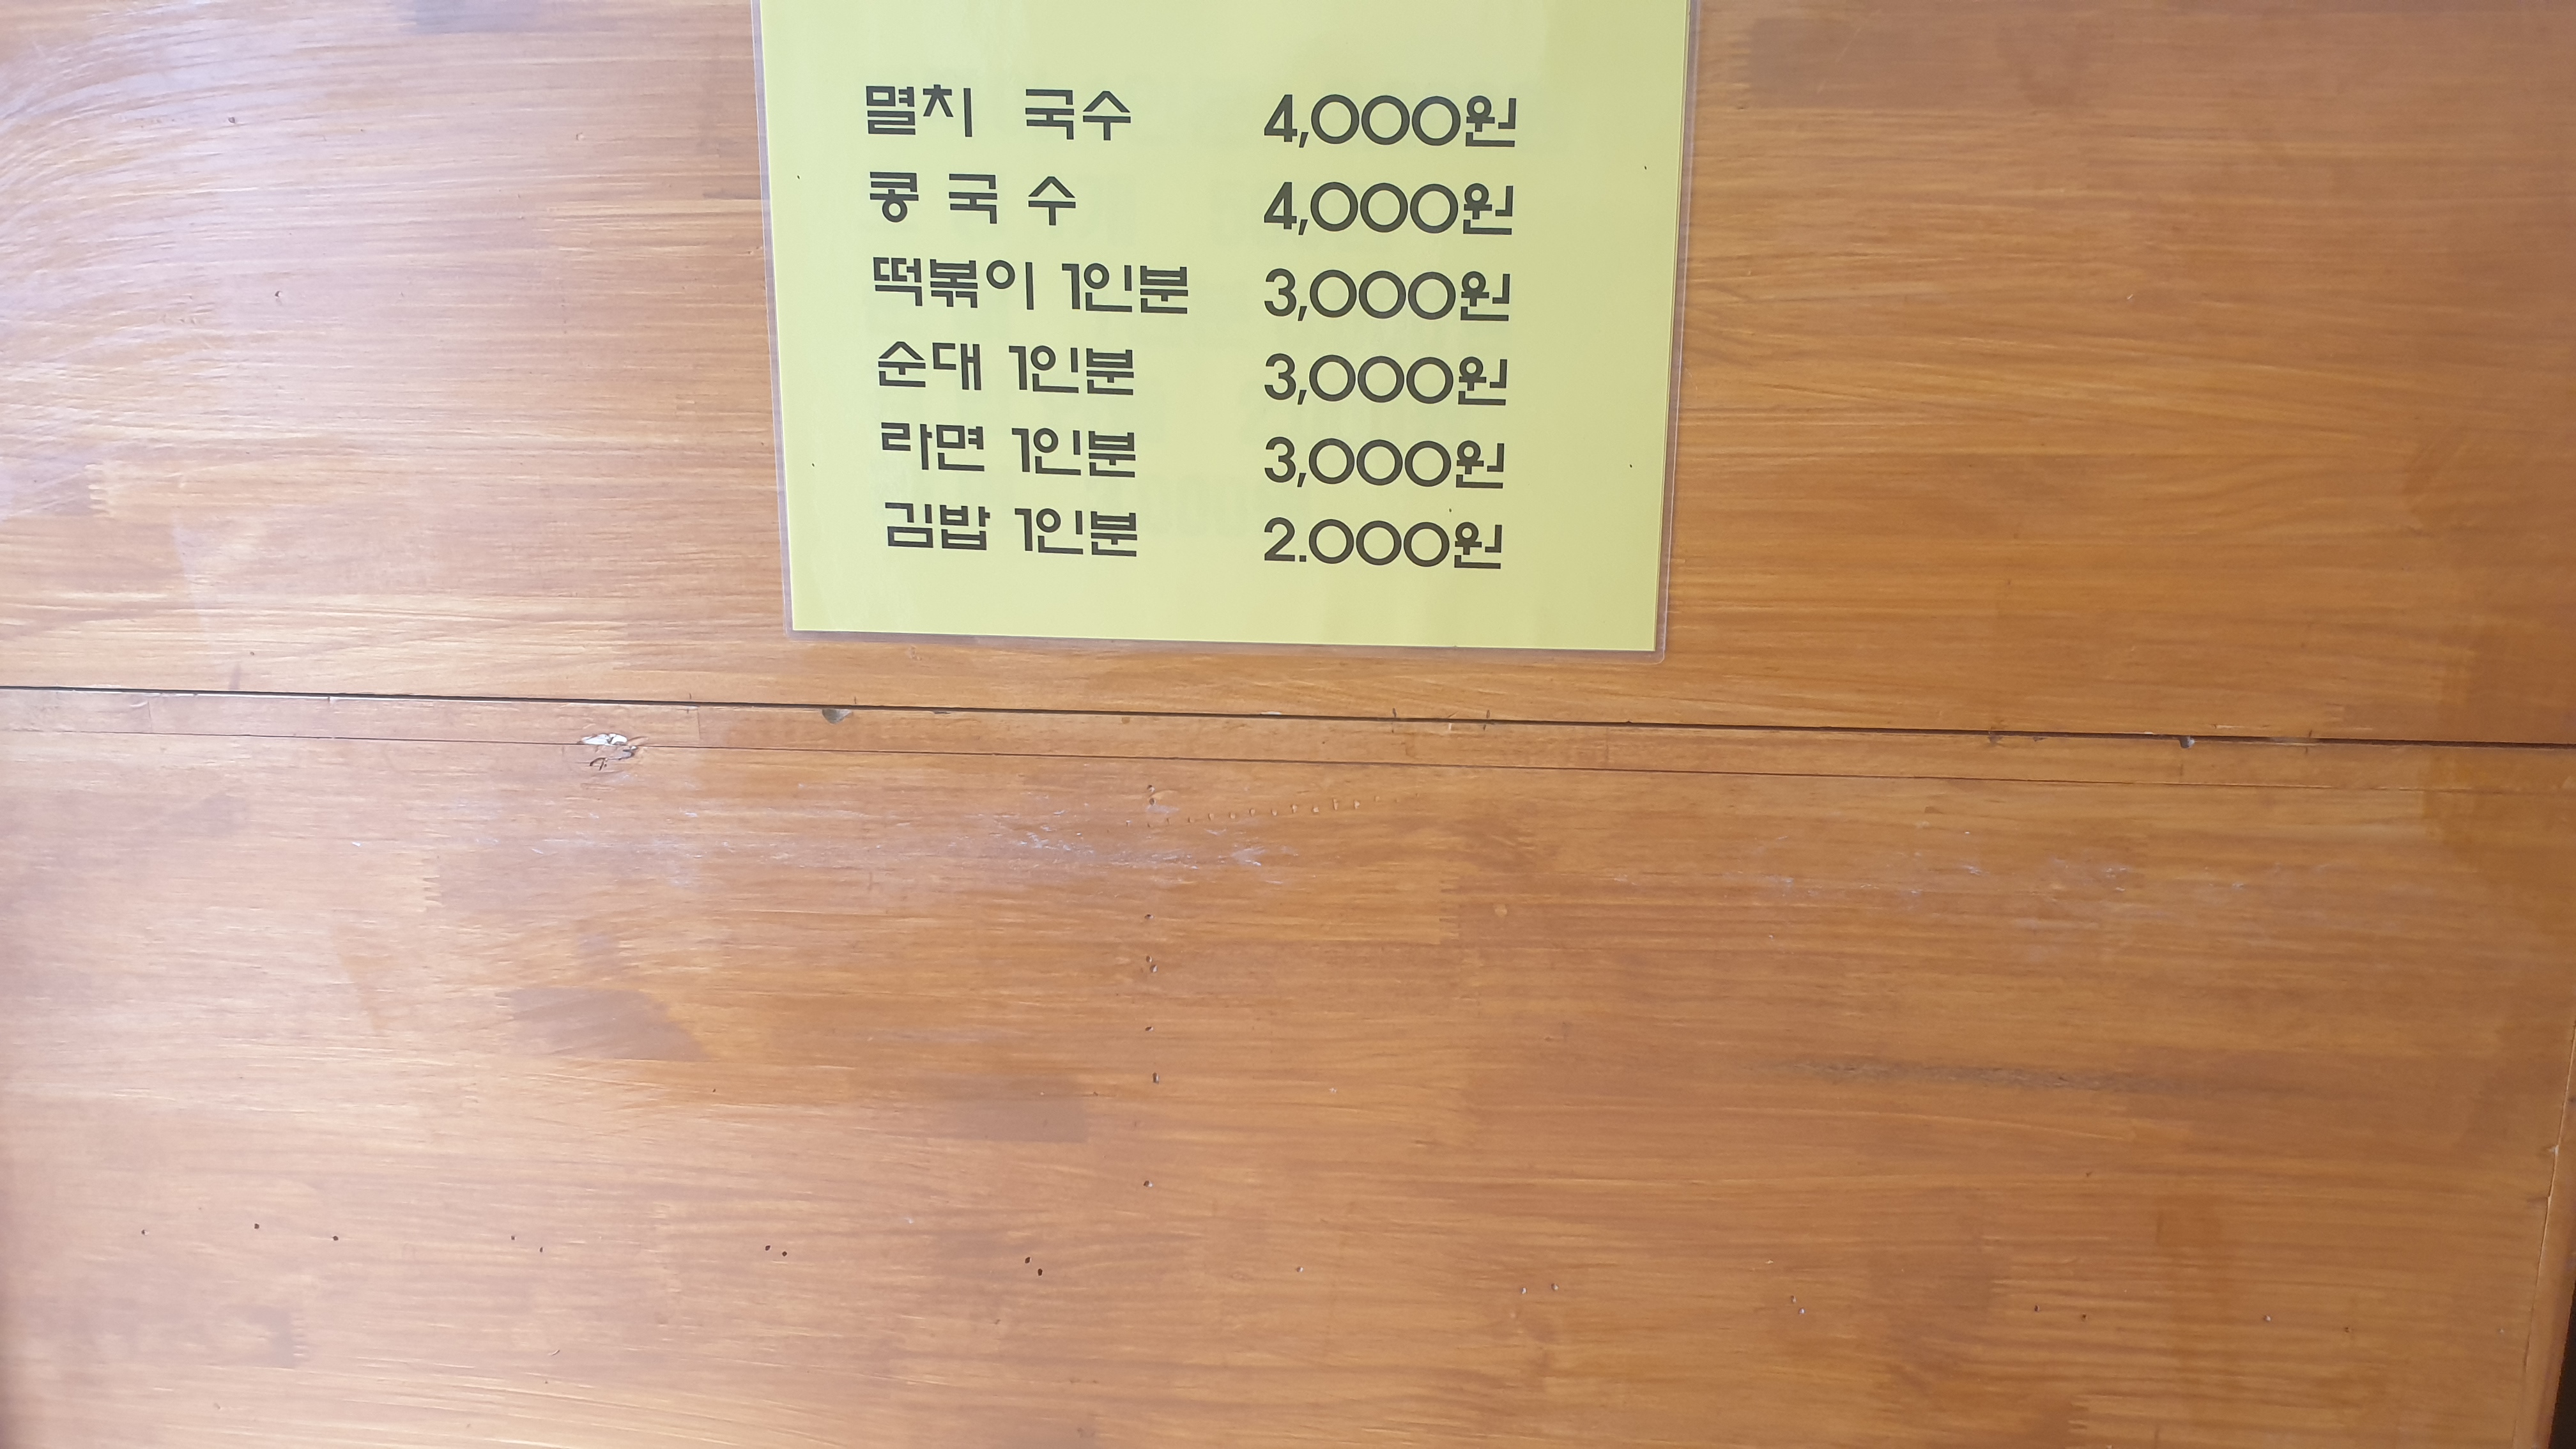 멸치 국수 4,000원
콩 국 수 4,000원
떡볶이 1인분 3,000원
순대 1인분 3,000원
라면 1인분 3,000원
김밥 1인분 2.000원